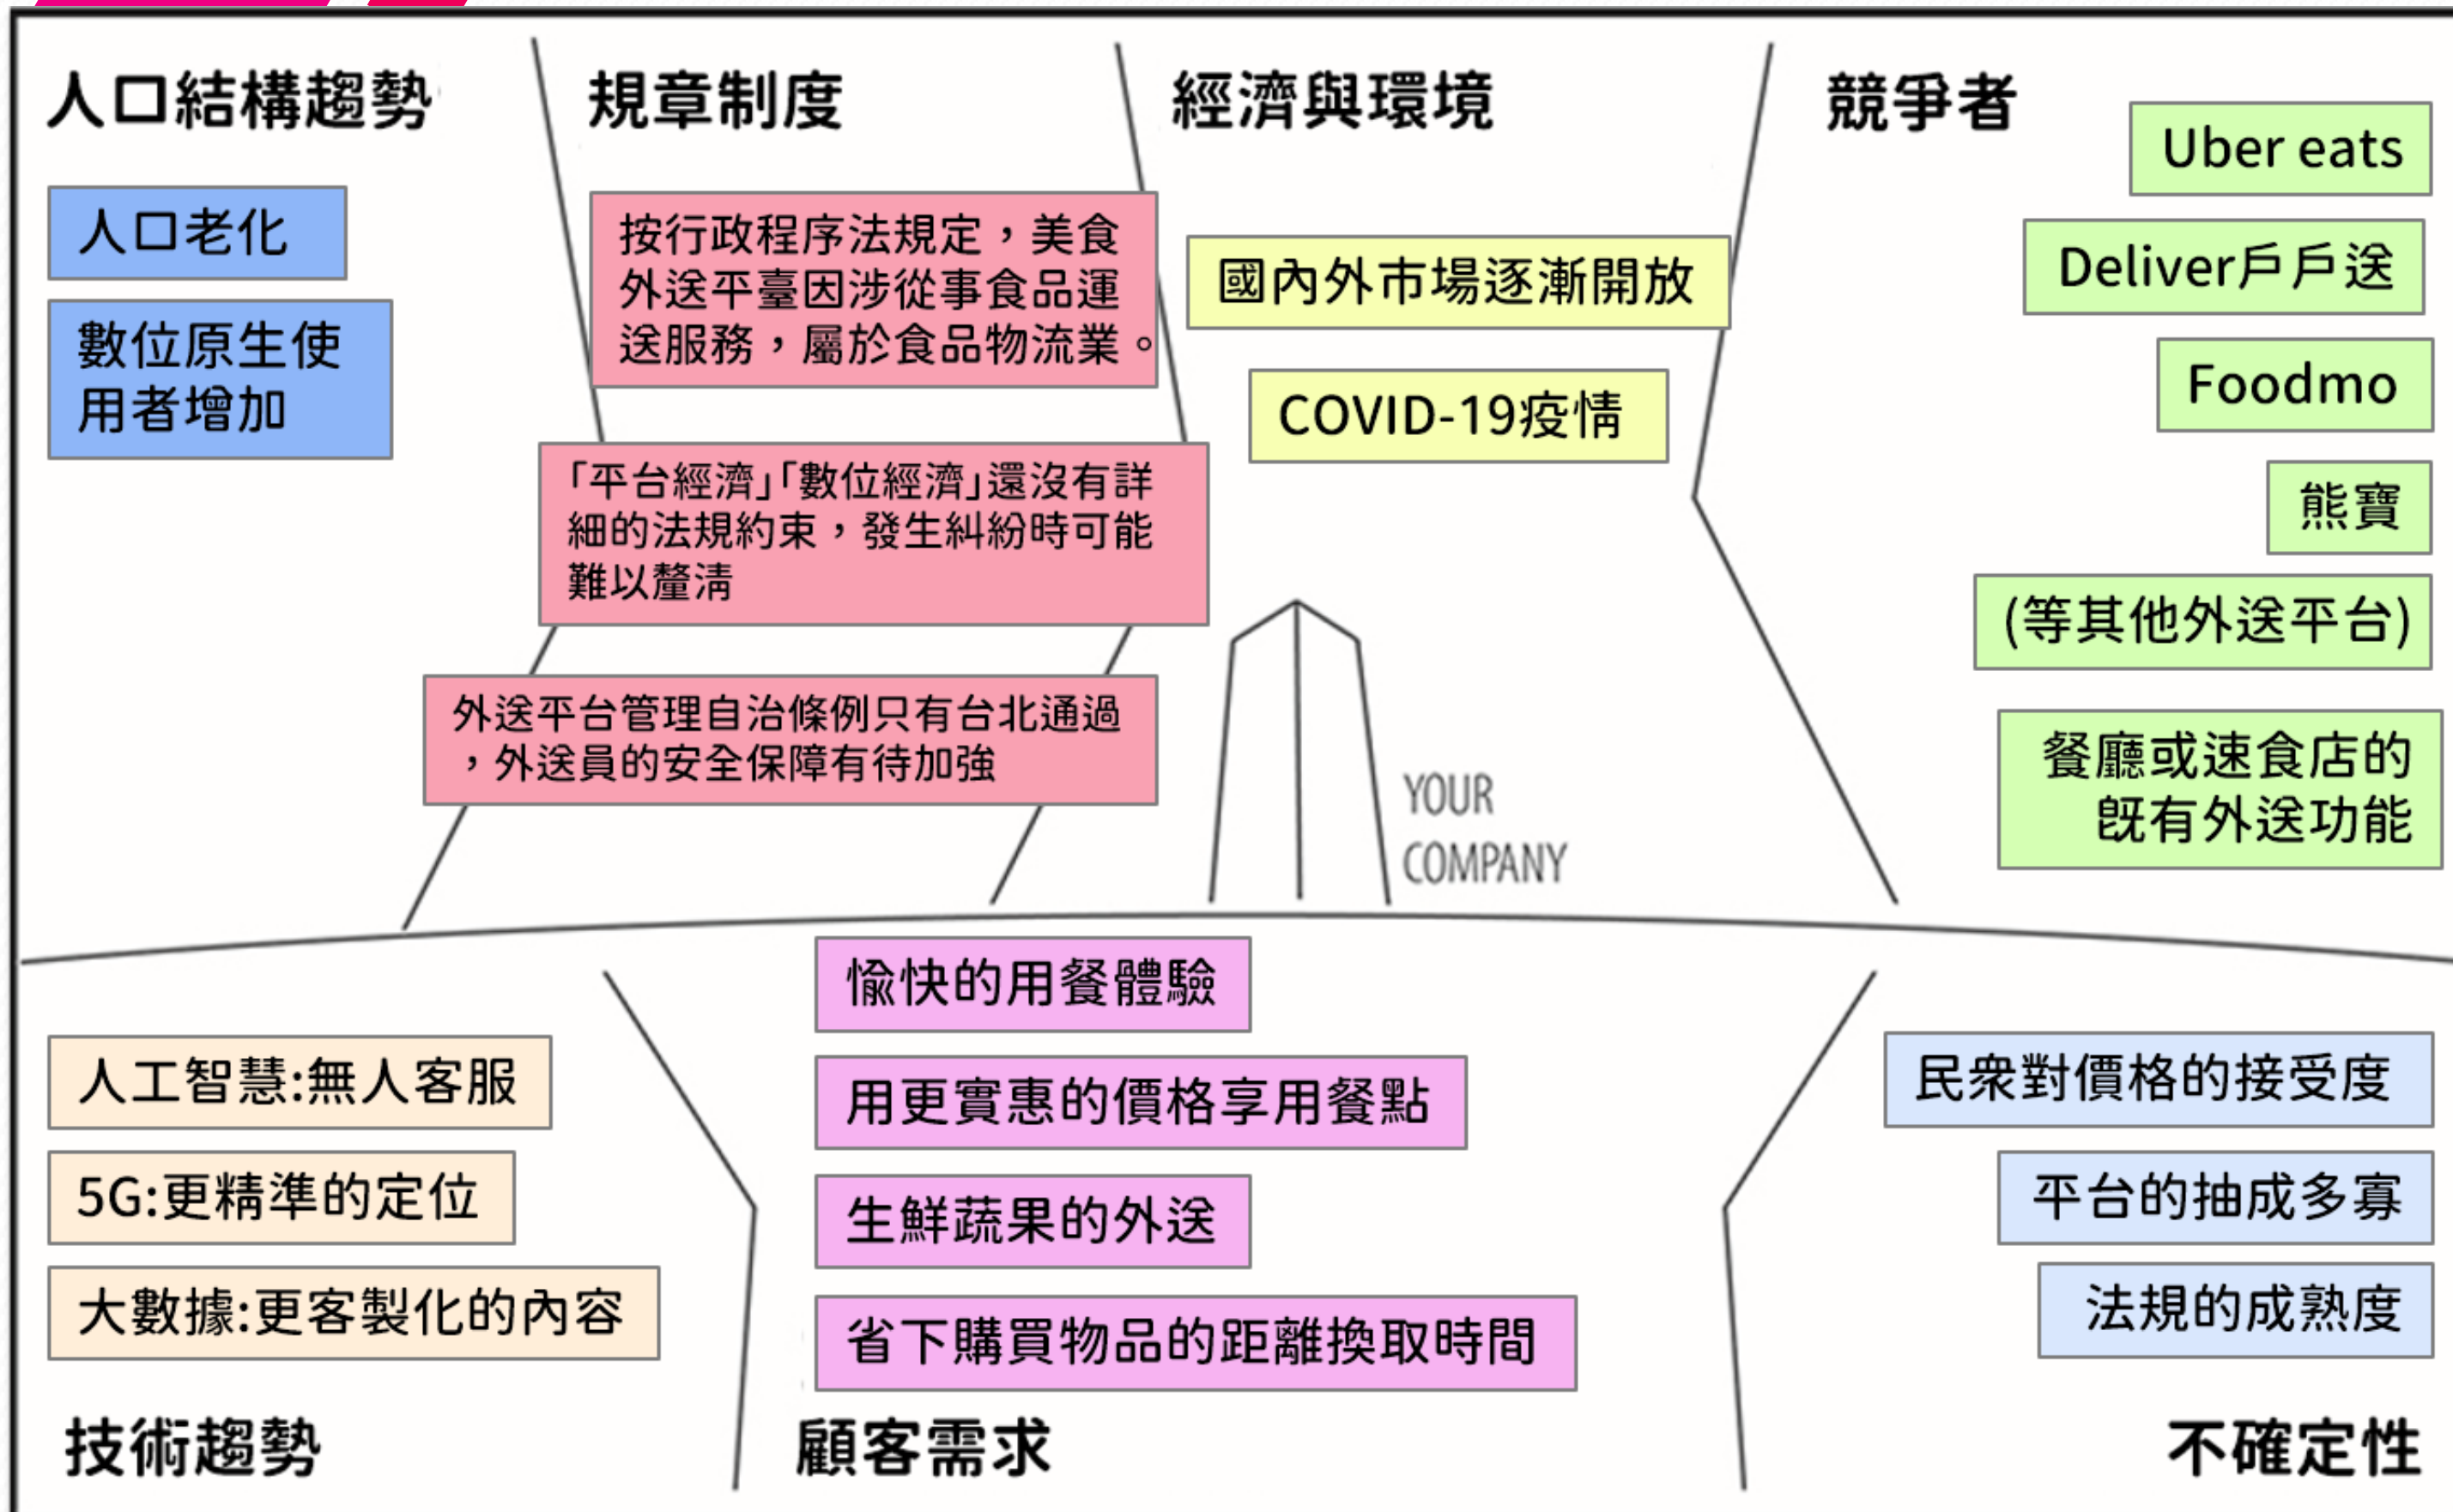 人口結構趨勢
人口老化
數位原生使
用者增加
規章制度
按行政程序法規定，美食
外送平臺因涉從事食品運
送服務，屬於食品物流業。
「平台經濟」「數位經濟」還沒有詳
細的法規約束，發生糾紛時可能
難以釐清
外送平台管理自治條例只有台北通過
，外送員的安全保障有待加強
經濟與環境
國內外市場逐漸開放
COVID-19疫情
YOUR
COMPANY
競爭者
Uber eats
Deliver戶戶送
Foodmo
熊寶
(等其他外送平台)
餐廳或速食店的
既有外送功能
人工智慧:無人客服
5G:更精準的定位
大數據:更客製化的內容
技術趨勢
愉快的用餐體驗
用更實惠的價格享用餐點
生鮮蔬果的外送
省下購買物品的距離換取時間
顧客需求
民眾對價格的接受度
平台的抽成多寡
法規的成熟度
不確定性